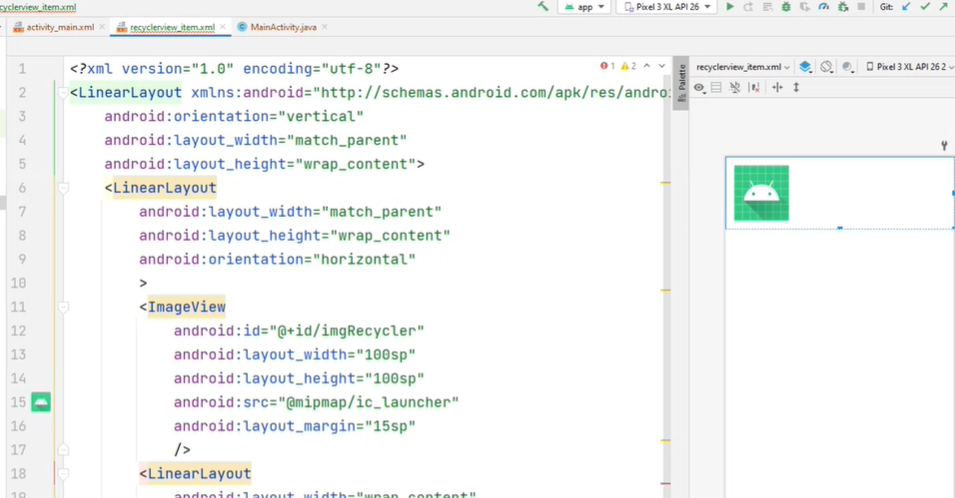 recyclerview_item.xml
app
Pixel 3 XL API 26
Git:
activity_main.xml
recyclerview_item.xml
MainActivity.java
1 <?xml version="1.0" encoding="utf-8"?>
1 2
2 <LinearLayout xmlns:android="http://schemas.android.com/apk/res/andro
3 android:orientation="vertical"
4 android:layout_width="match_parent"
5 android:layout_height="wrap_content">
6 <LinearLayout
7 android:layout_width="match_parent"
8 android:layout_height="wrap_content"
9 android:orientation="horizontal"
10 >
11 <ImageView
12 android:id="@+id/imgRecycler"
13 android:layout_width="100sp"
14 android:layout_height="100sp"
15 android:src="@mipmap/ic_launcher"
16 android:layout_margin="15sp"
17 />
18 <LinearLayout
android:layout_width="wrap_content"
Palette
recyclerview_item.xml
Pixel 3 XL API 26
2